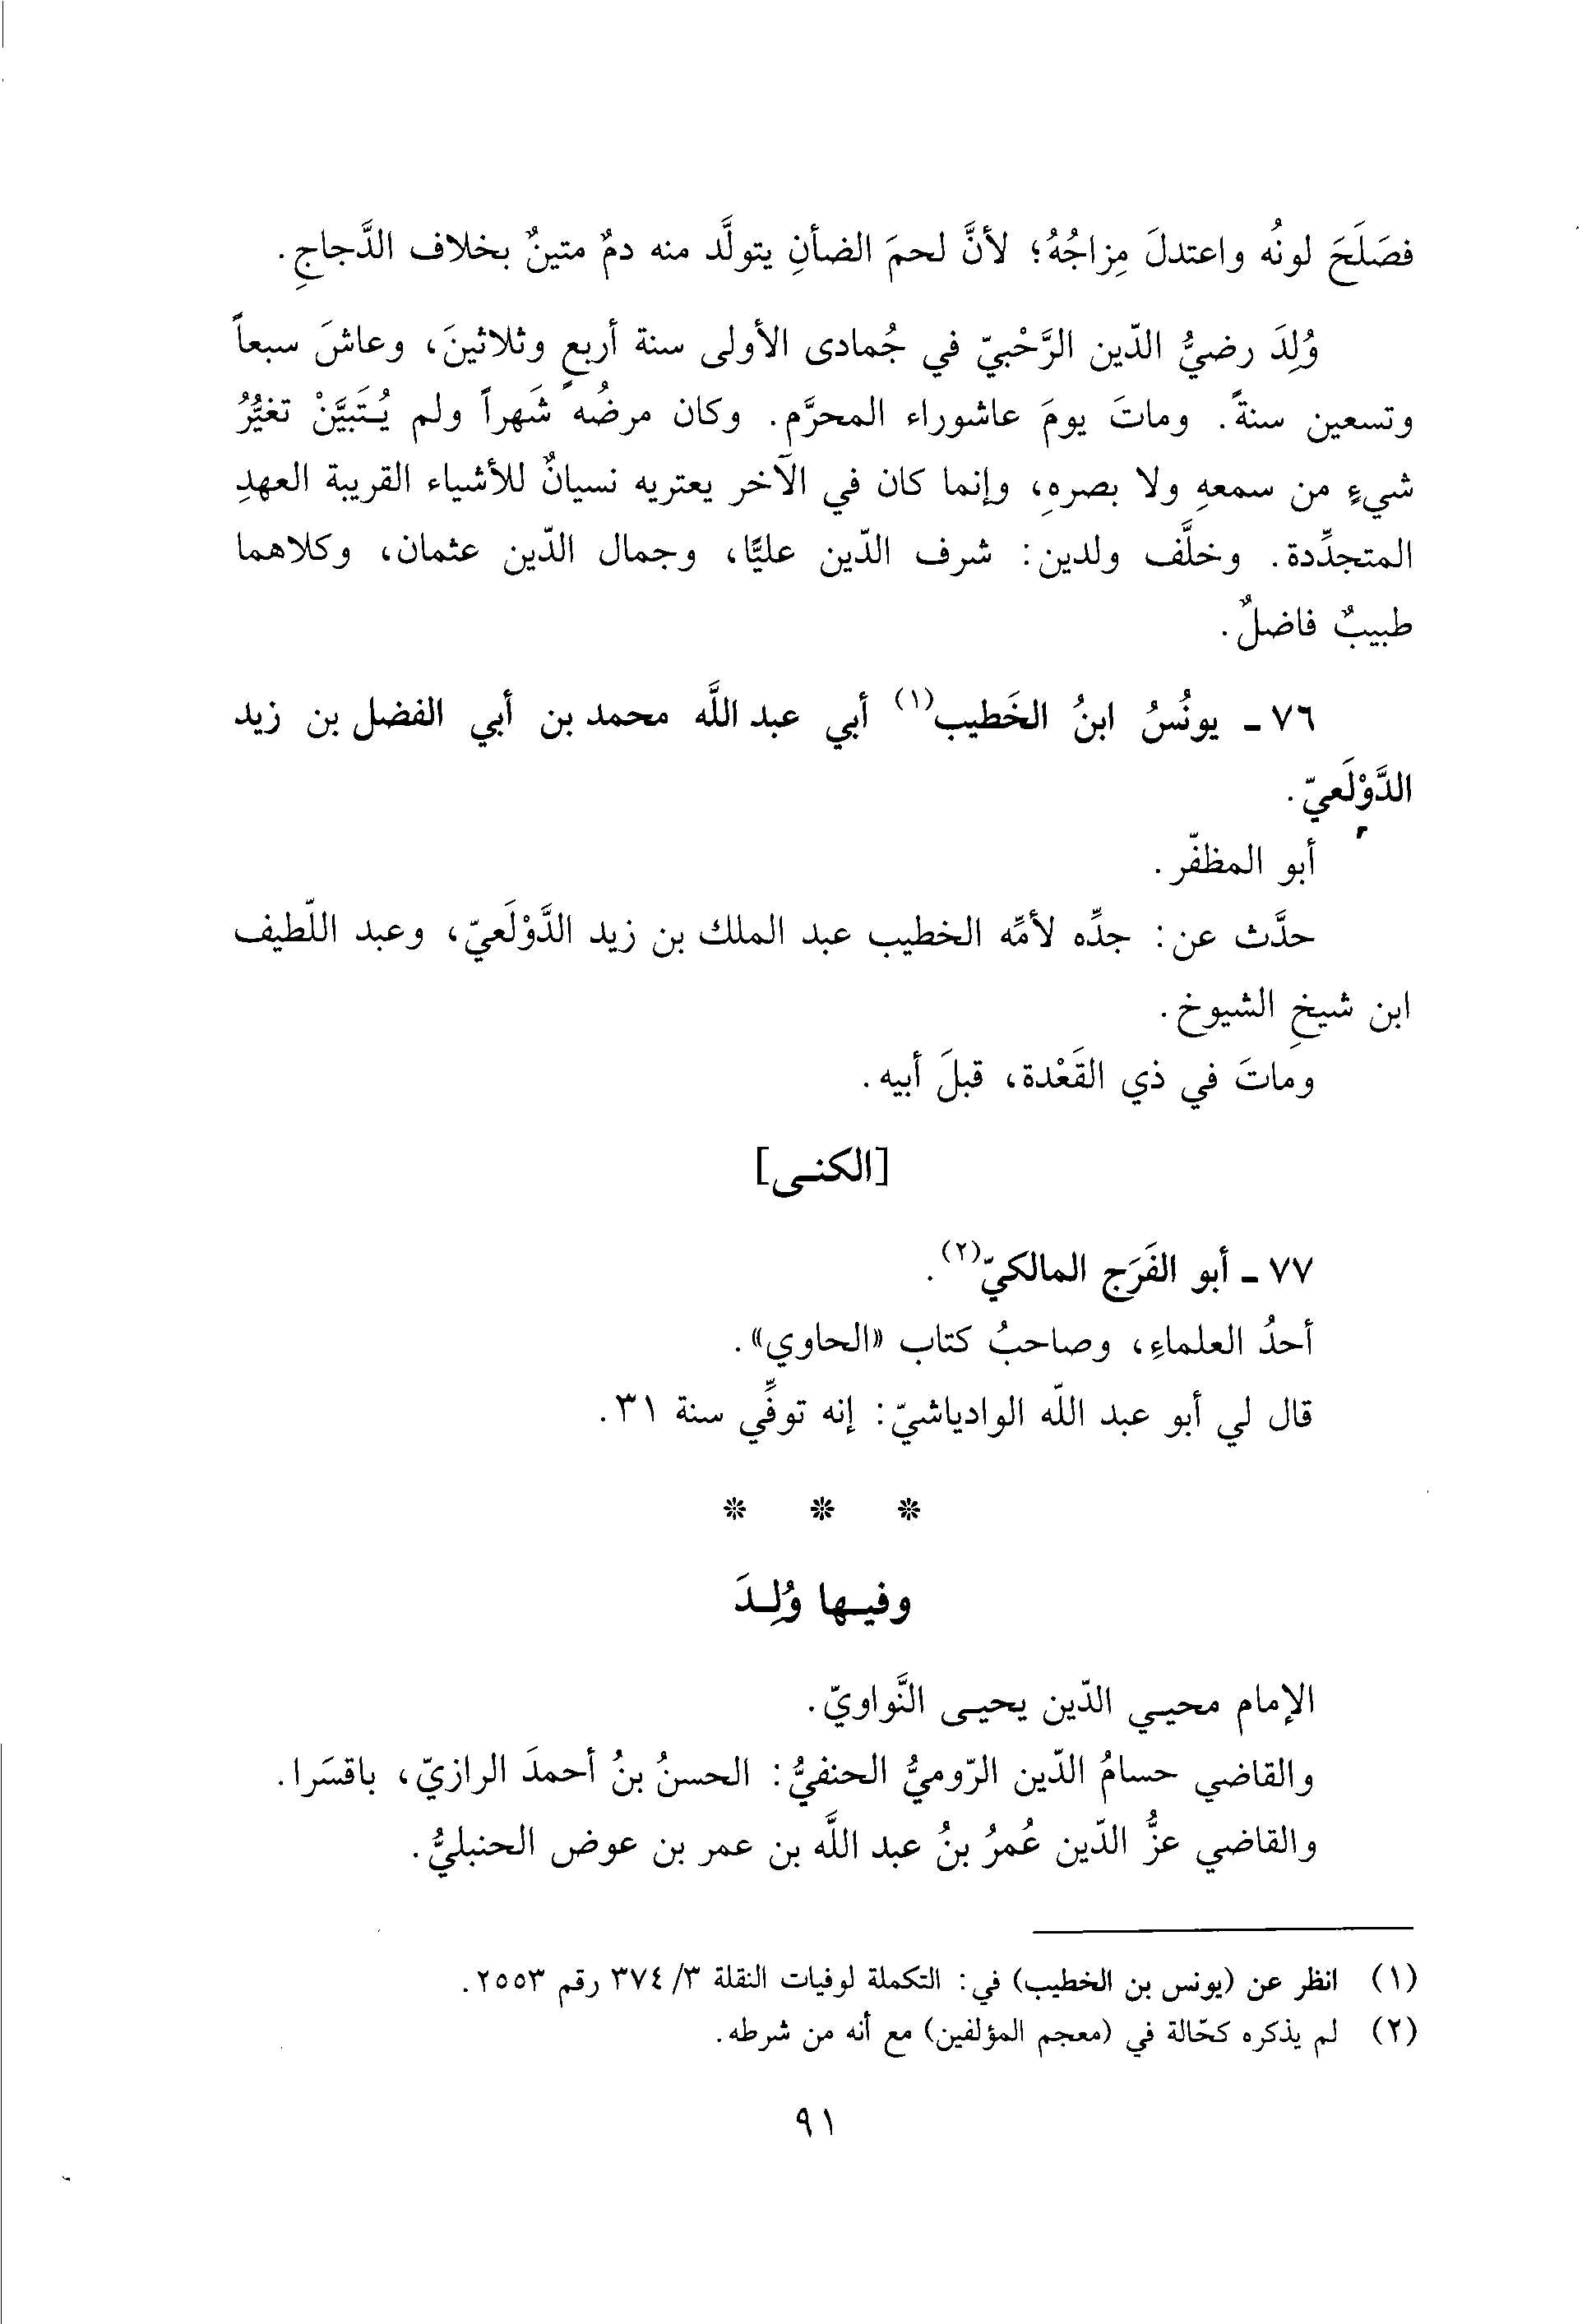 فصَلَحَ لونُه واعتدلَ مِزاجُهُ؛ لأنَّ لحمَ الضأنِ يتولَّد منه دمٌ متينٌ بخلاف الدَّجاجِ.
وُلِدَ رضيُّ الدّين الرَّحْبيّ في جُمادى الأولى سنة أربعٍ وثلاثينَ، وعاشَ سبعاً
وتسعين سنةً. وماتَ يومَ عاشوراء المحرَّم. وكان مرضُه شَهراً ولم يُـتَبيَّنْ تغيُّرُ
شيءٍ من سمعهِ ولا بصرهِ، وإنما كان في الآخر يعتريه نسيانٌ للأشياء القريبة العهدِ
المتجدِّدة. وخلَّف ولدين: شرف الدّين عليًّا، وجمال الدّين عثمان، وكلاهما
طبيبٌ فاضلٌ.
٧٦ ـ يونُسُ ابنُ الخَطيب(١) أبي عبد اللَّه محمد بن أبي الفضل بن زيد
الدَّوْلَعيّ.
أبو المظفّر.
حدَّث عن: جدِّه لأمِّه الخطيب عبد الملك بن زيد الدَّوْلَعيّ، وعبد اللّطيف
ابن شيخِ الشيوخ.
وماتَ في ذي القَعْدة، قبلَ أبيه.
[الكنـى]
٧٧ ـ أبو الفَرَج المالكيّ(٢).
أحدُ العلماءِ، وصاحبُ كتاب «الحاوي».
قال لي أبو عبد اللّه الوادياشيّ: إنه توفِّي سنة ٣١.
* * *
وفيـها وُلِـدَ
الإمام محيـي الدّين يحيـى النَّواويّ.
والقاضي حسامُ الدّين الرّوميُّ الحنفيُّ: الحسنُ بنُ أحمدَ الرازيّ، باقسَرا.
والقاضي عزُّ الدّين عُمرُ بنُ عبد اللَّه بن عمر بن عوض الحنبليُّ.
(١) انظر عن (يونس بن الخطيب) في: التكملة لوفيات النقلة ٣/ ٣٧٤ رقم ٢٥٥٣.
(٢) لم يذكره كحّالة في (معجم المؤلفين) مع أنه من شرطه.
٩١